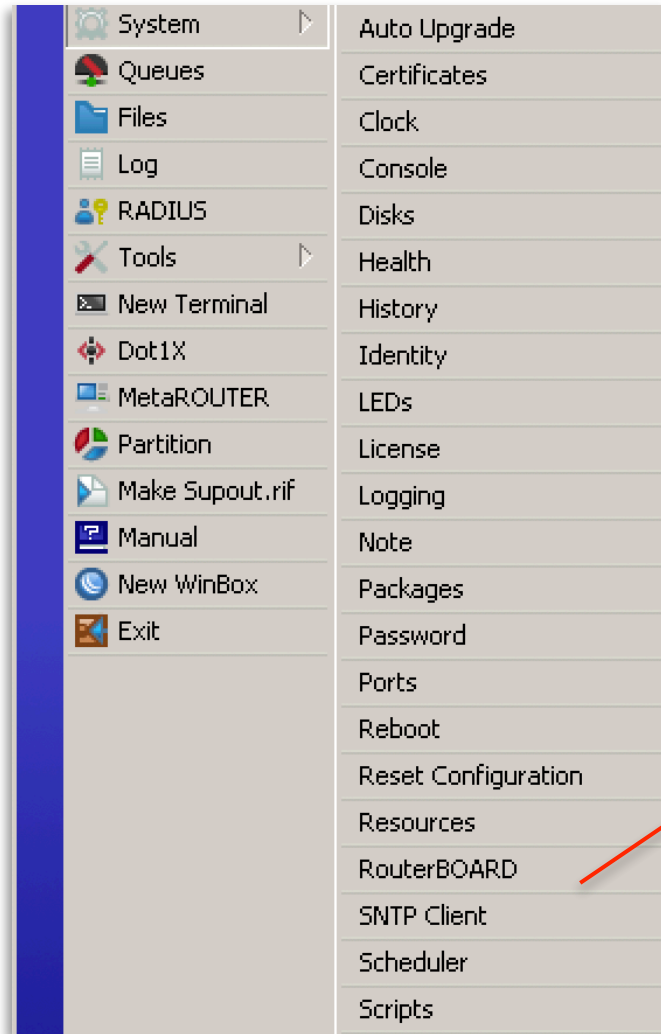 System
Queues
Files
Log
RADIUS
Tools
New Terminal
Dot1X
MetaROUTER
Partition
Make Supout.rif
Manual
New WinBox
Exit
Auto Upgrade
Certificates
Clock
Console
Disks
Health
History
Identity
LEDs
License
Logging
Note
Packages
Password
Ports
Reboot
Reset Configuration
Resources
RouterBOARD
SNTP Client
Scheduler
Scripts